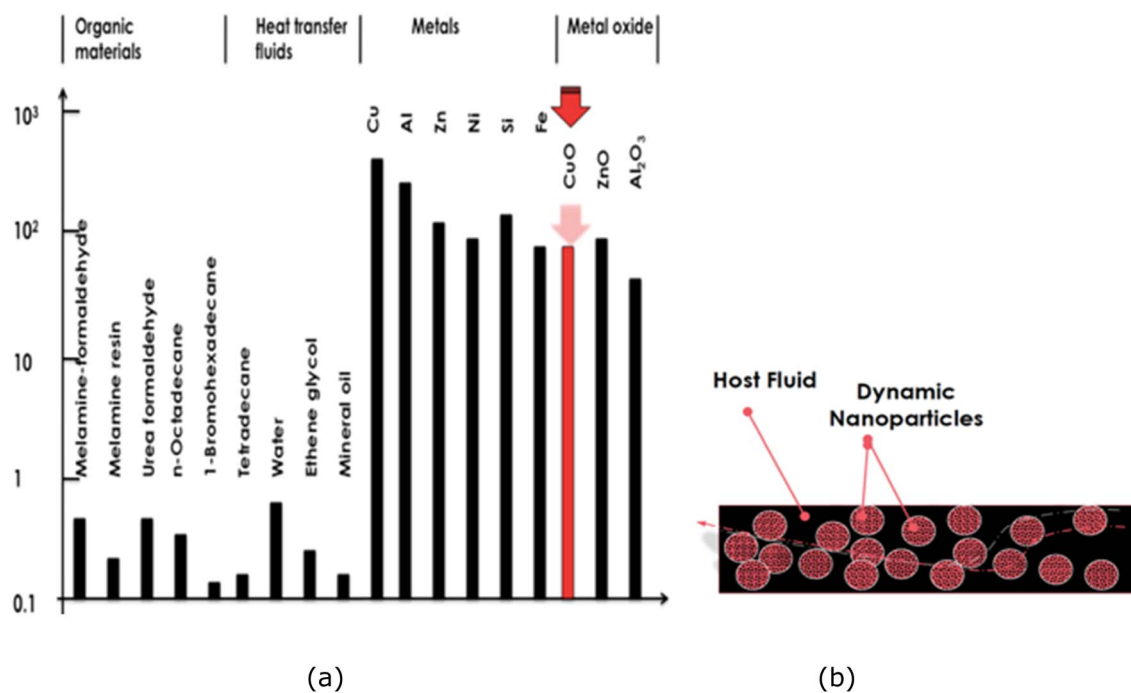 Organic
materials
Heat transfer
fluids
Metals
Metal oxide
10³
10²
10
1
0.1
Melamine-formaldehyde
Melamine resin
Urea formaldehyde
n-Octadecane
1-Bromohexadecane
Tetradecane
Water
Ethene glycol
Mineral oil
Cu
Al
Zn
Ni
Si
Fe
CuO
ZnO
Al₂O₃
Host Fluid
Dynamic
Nanoparticles
(a)
(b)